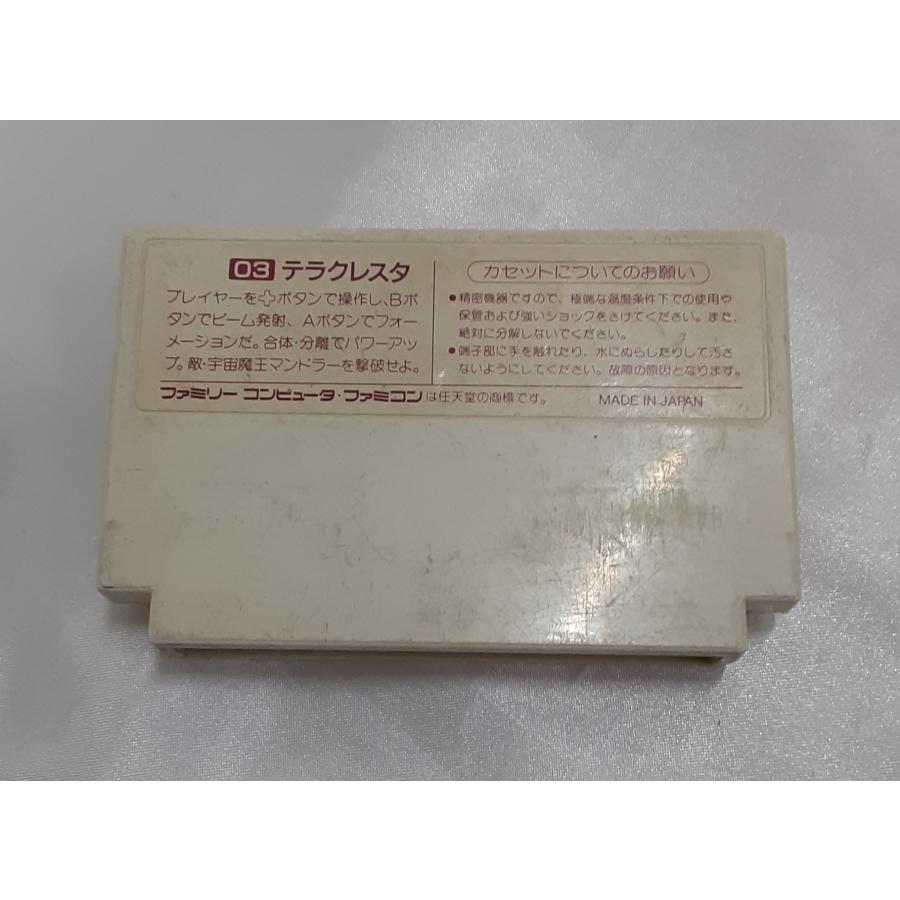 03 テラクレスタ
プレイヤーを✚ボタンで操作し、Bボ
タンでビーム発射、Aボタンでフォー
メーションだ。合体・分離でパワーアッ
プ。敵・宇宙魔王マンドラーを撃破せよ。
カセットについてのお願い
●精密機器ですので、極端な温度条件下での使用や
保管および強いショックをさけてください。また、
絶対に分解しないでください。
●端子部に手を触れたり、水にぬらしたりして汚さ
ないようにしてください。故障の原因となります。
ファミリー コンピュータ・ファミコンは任天堂の商標です。
MADE IN JAPAN